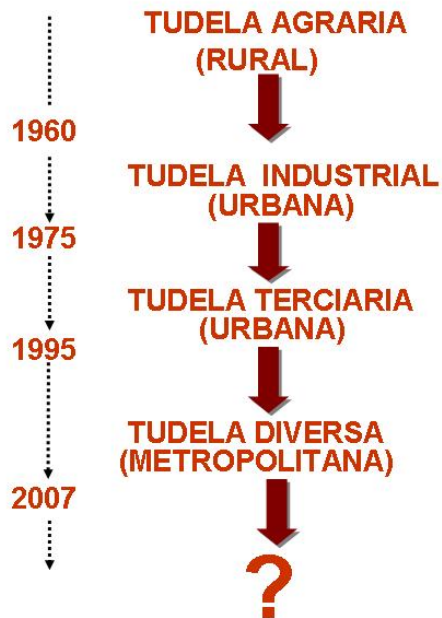 TUDELA AGRARIA
(RURAL)
1960
TUDELA INDUSTRIAL
(URBANA)
1975
TUDELA TERCIARIA
(URBANA)
1995
TUDELA DIVERSA
(METROPOLITANA)
2007
?